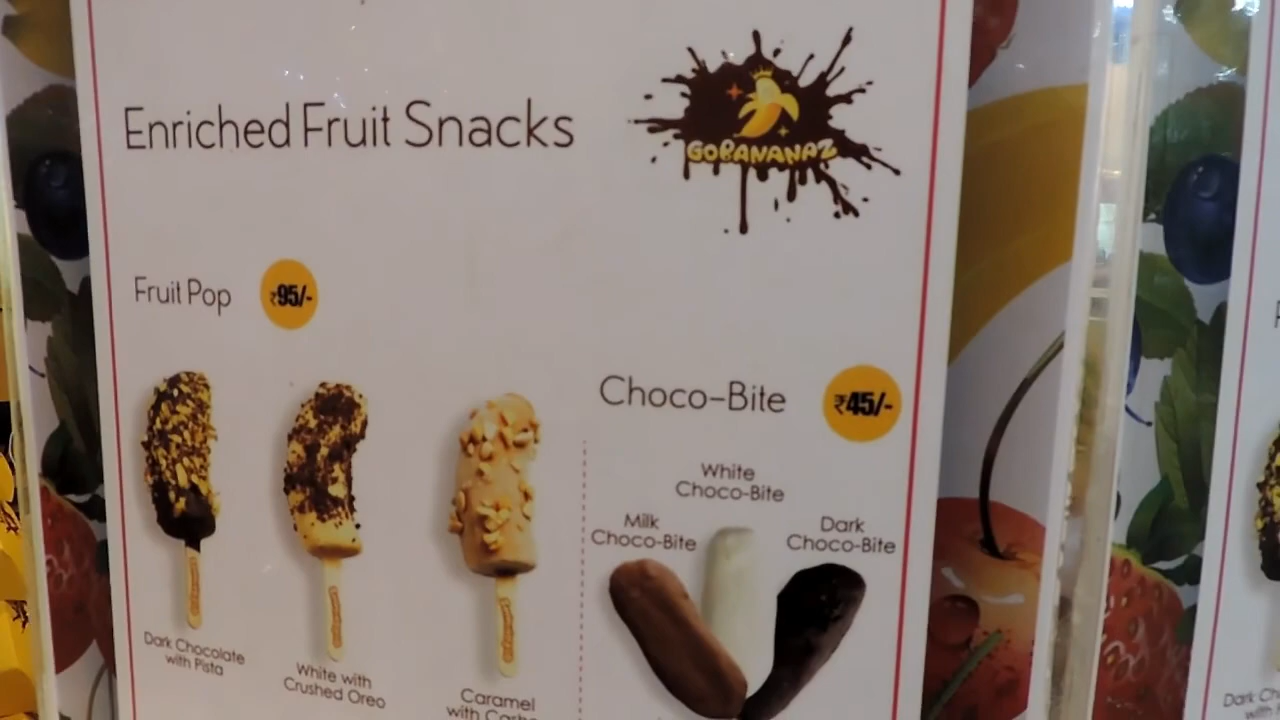 Enriched Fruit Snacks
GOBANANAZ
Fruit Pop
₹95/-
Choco-Bite
₹45/-
White
Choco-Bite
Milk
Choco-Bite
Dark
Choco-Bite
Dark Chocolate
with Pista
White with
Crushed Oreo
Caramel
with